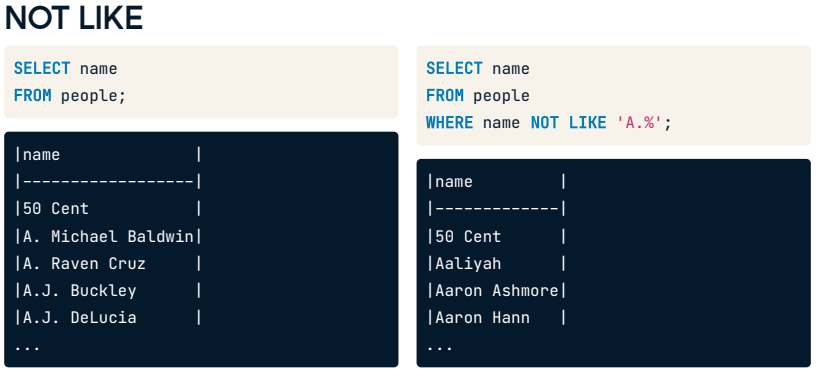 NOT LIKE
SELECT name
FROM people;
|name              |
|------------------|
|50 Cent           |
|A. Michael Baldwin|
|A. Raven Cruz     |
|A.J. Buckley      |
|A.J. DeLucia      |
...
SELECT name
FROM people
WHERE name NOT LIKE 'A.%';
|name         |
|-------------|
|50 Cent      |
|Aaliyah      |
|Aaron Ashmore|
|Aaron Hann   |
...